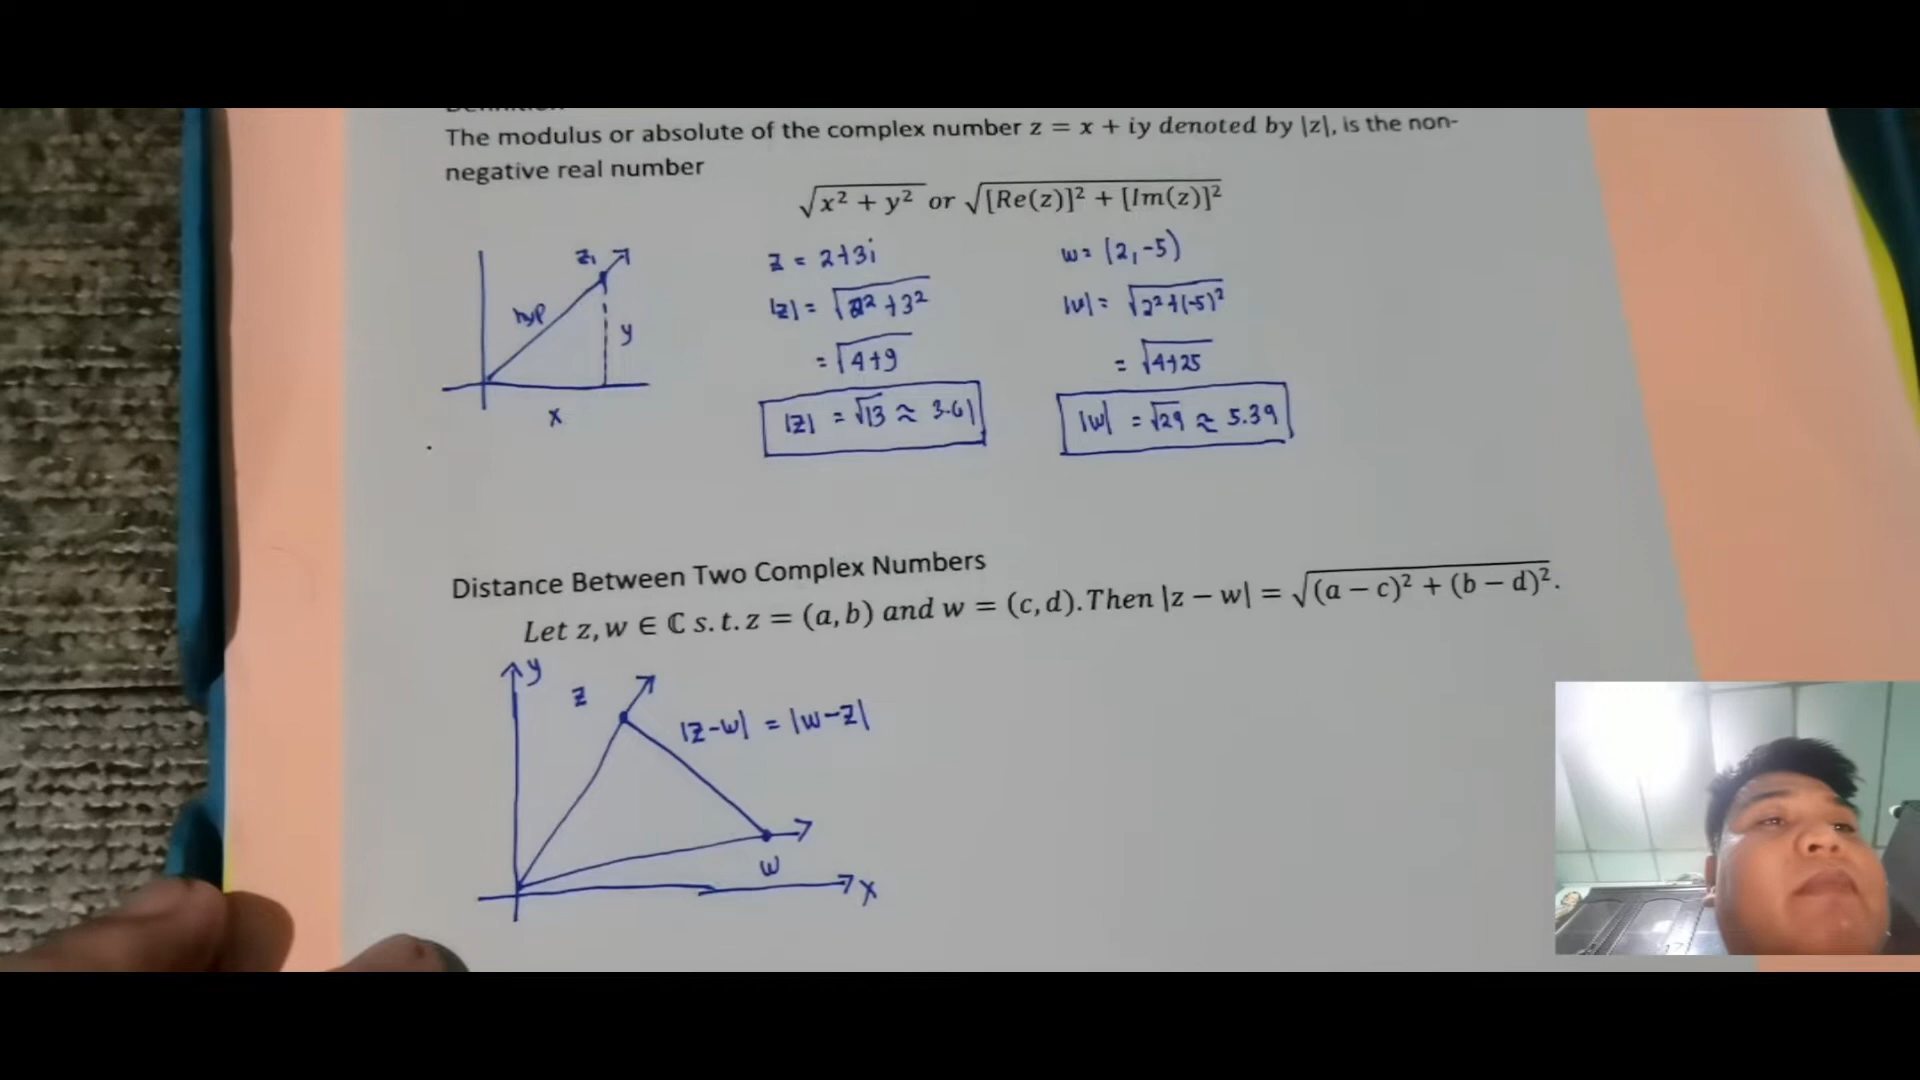 Definition
The modulus or absolute of the complex number z = x + iy denoted by |z|, is the non-
negative real number
√x² + y² or √[Re(z)]² + [Im(z)]²
z₁
hyp
y
x
z = 2+3i
|z| = √2² + 3²
= √4+9
|z| = √13 ≈ 3.61
w = (2, -5)
|w| = √2² + (-5)²
= √4+25
|w| = √29 ≈ 5.39
Distance Between Two Complex Numbers
Let z, w ∈ ℂ s.t. z = (a, b) and w = (c, d). Then |z − w| = √(a − c)² + (b − d)².
y
z
|z-w| = |w-z|
w
x